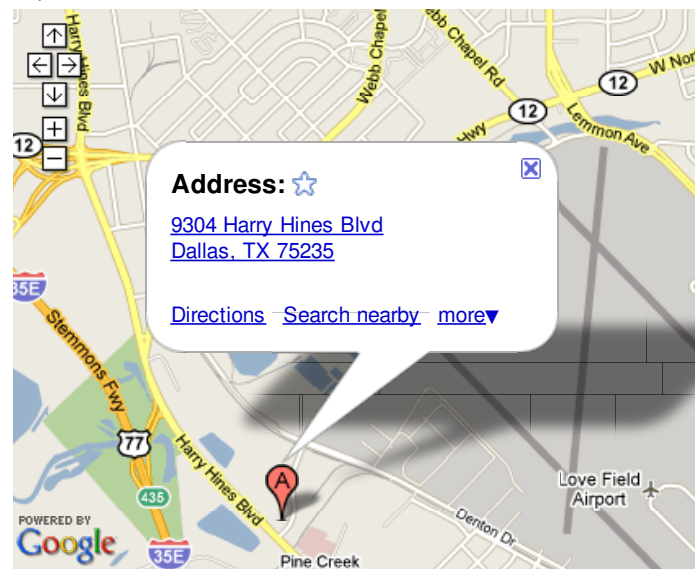 Harry Hines Blvd
Webb Chapel
bb Chapel Rd
W Nor
12
12
Hwy
Lemmon Ave
12
Address:
9304 Harry Hines Blvd
Dallas, TX 75235
Directions Search nearby more▼
35E
Stemmons Fwy
77
Harry Hines Blvd
A
435
Love Field
Airport
Denton Dr
POWERED BY
Google
35E
Pine Creek